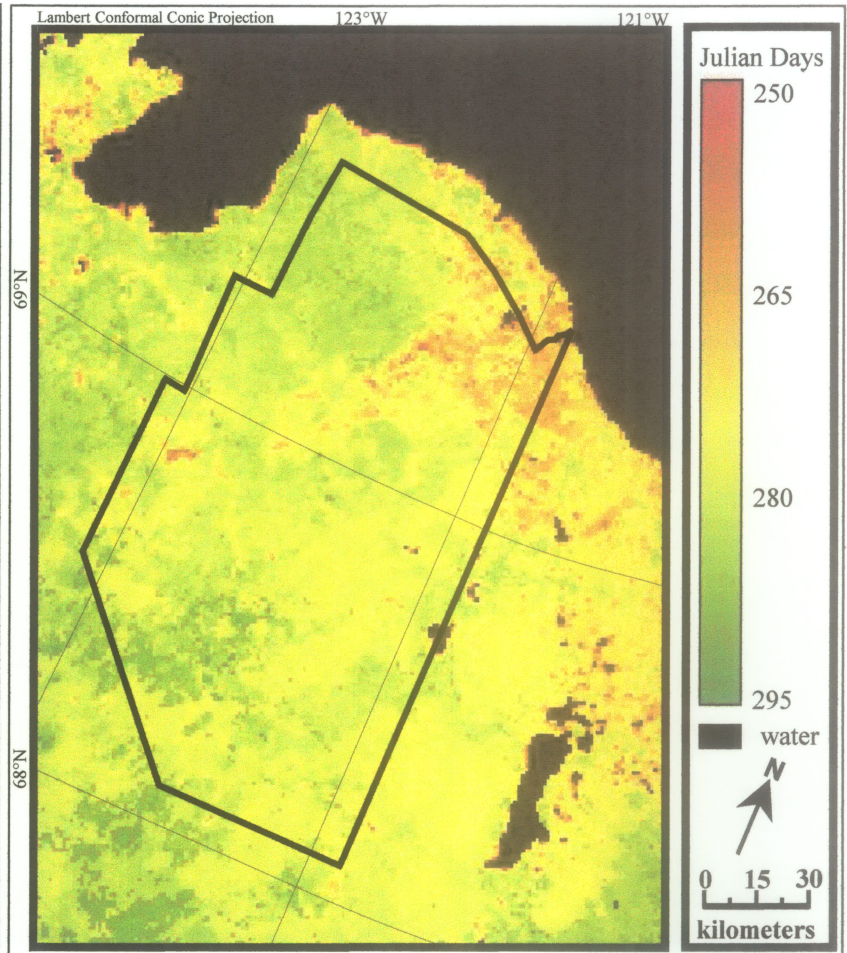 Lambert Conformal Conic Projection
123°W
121°W
69°N
68°N
Julian Days
250
265
280
295
water
N
0 15 30
kilometers